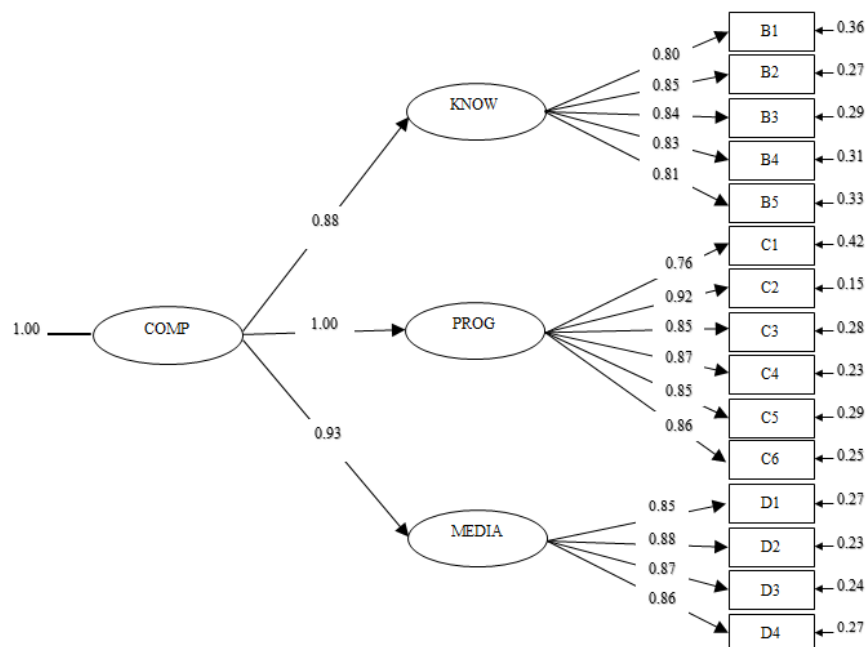 B1 0.36
0.80
B2 0.27
0.85
KNOW
0.84 B3 0.29
0.83
B4 0.31
0.81
B5 0.33
0.88
C1 0.42
0.76
C2 0.15
0.92
1.00 COMP 1.00 PROG
0.85 C3 0.28
0.87
C4 0.23
0.85
C5 0.29
0.86
0.93
C6 0.25
D1 0.27
0.85
MEDIA
0.88 D2 0.23
0.87
D3 0.24
0.86
D4 0.27